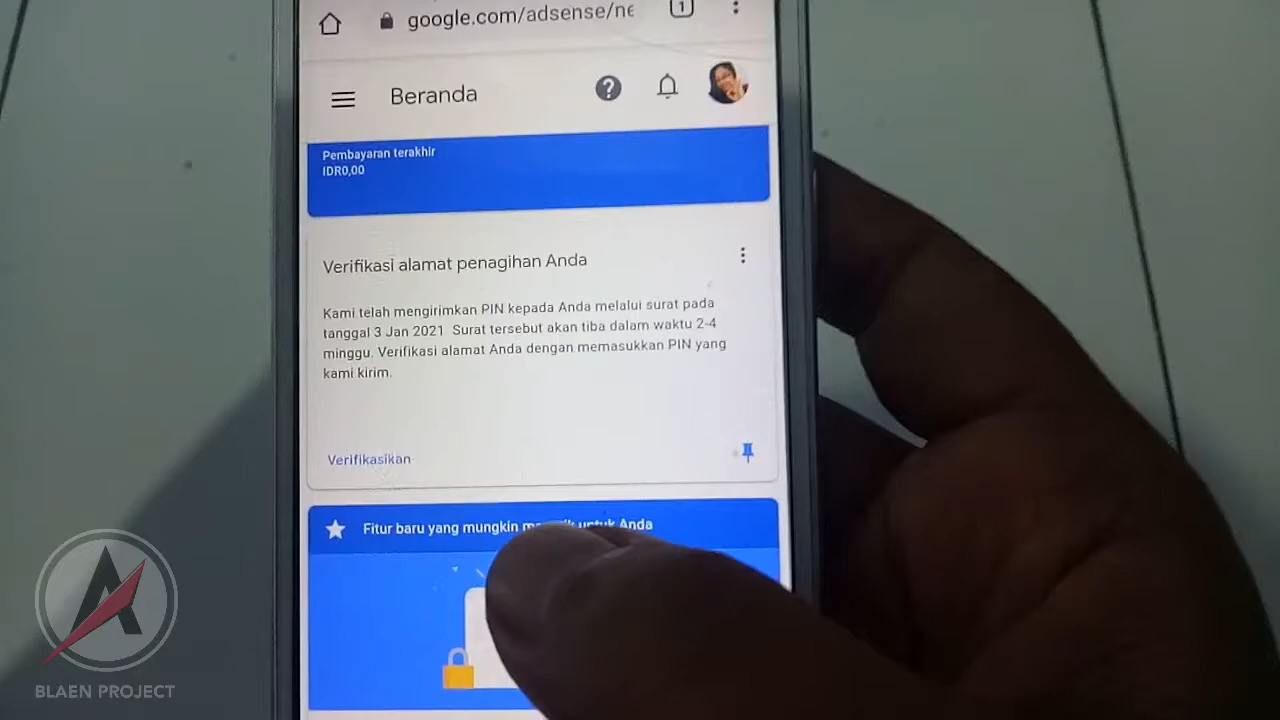 google.com/adsense/ne
1
Beranda
Pembayaran terakhir
IDR0,00
Verifikasi alamat penagihan Anda
Kami telah mengirimkan PIN kepada Anda melalui surat pada
tanggal 3 Jan 2021 Surat tersebut akan tiba dalam waktu 2-4
minggu. Verifikasi alamat Anda dengan memasukkan PIN yang
kami kirim.
Verifikasikan
Fitur baru yang mungkin untuk Anda
BLAEN PROJECT